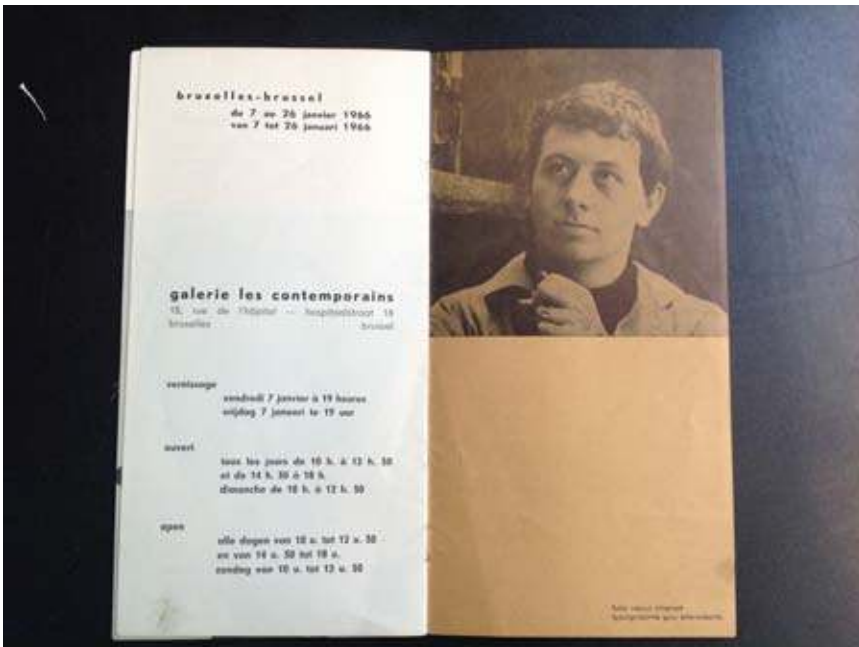 bruxelles-brussel
du 7 au 26 janvier 1966
van 7 tot 26 januari 1966
galerie les contemporains
18, rue de l'hôpital — hospitaalstraat 18
bruxelles brussel
vernissage
vendredi 7 janvier à 19 heures
vrijdag 7 januari te 19 uur
ouvert
tous les jours de 10 h. à 12 h. 30
et de 14 h. 30 à 18 h.
dimanche de 10 h. à 12 h. 30
open
alle dagen van 10 u. tot 12 u. 30
en van 14 u. 30 tot 18 u.
zondag van 10 u. tot 12 u. 30